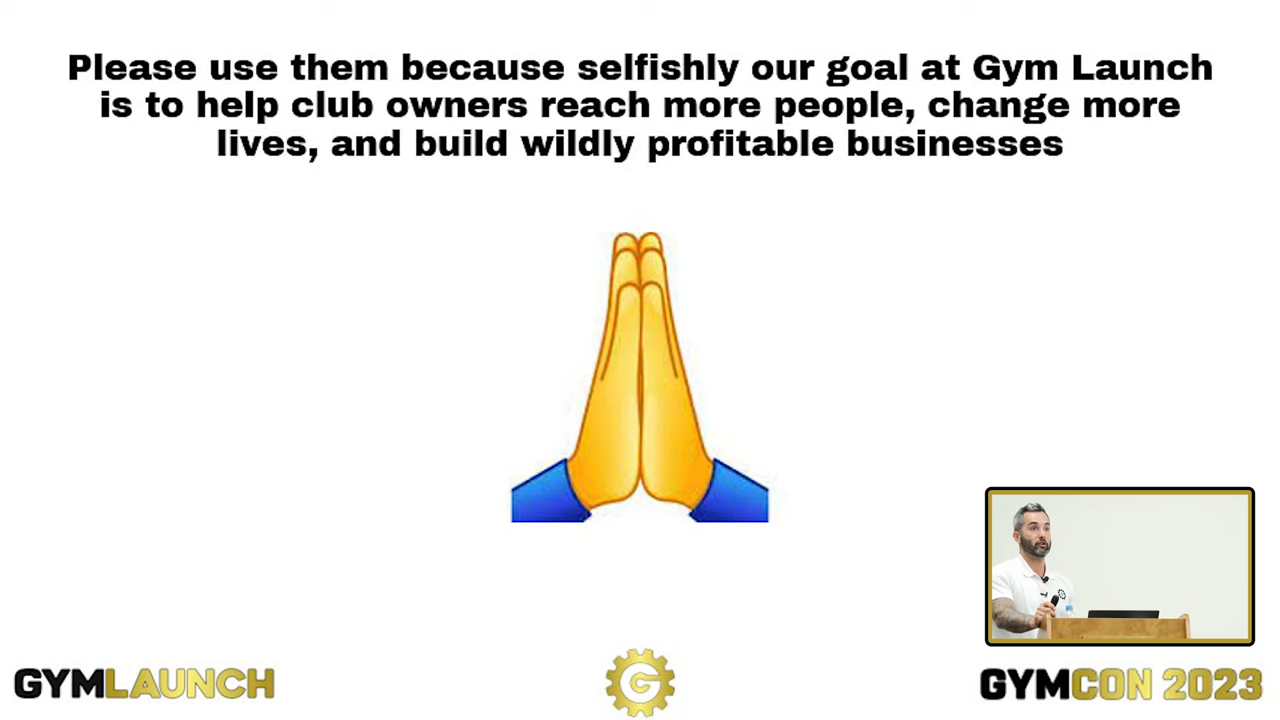 Please use them because selfishly our goal at Gym Launch
is to help club owners reach more people, change more
lives, and build wildly profitable businesses
GYMLAUNCH
G
GYMCON 2023